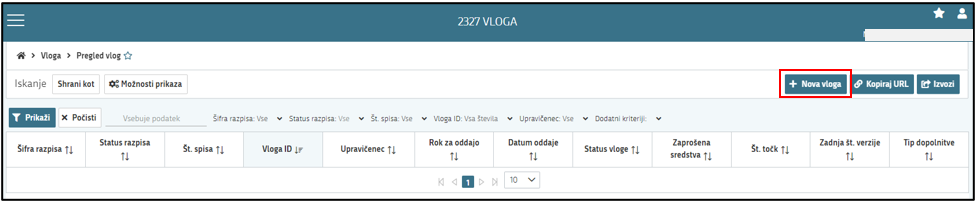 2327 VLOGA
Vloga > Pregled vlog
Iskanje Shrani kot Možnosti prikaza + Nova vloga Kopiraj URL Izvozi
Prikaži × Počisti Vsebuje podatek Šifra razpisa: Vse Status razpisa: Vse Št. spisa: Vse Vloga ID: Vsa števila Upravičenec: Vse Dodatni kriteriji:
Šifra razpisa Status razpisa Št. spisa Vloga ID Upravičenec Rok za oddajo Datum oddaje Status vloge Zaprošena sredstva Št. točk Zadnja št. verzije Tip dopolnitve
1 10